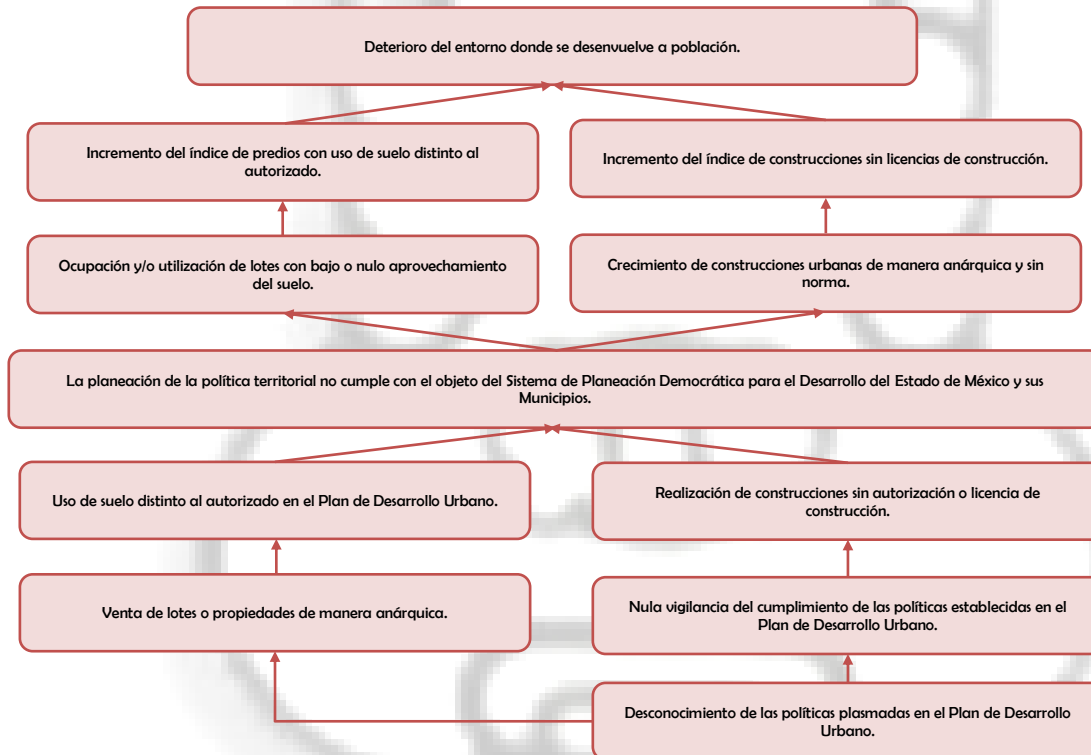 Deterioro del entorno donde se desenvuelve a población.
Incremento del índice de predios con uso de suelo distinto al
autorizado.
Incremento del índice de construcciones sin licencias de construcción.
Ocupación y/o utilización de lotes con bajo o nulo aprovechamiento
del suelo.
Crecimiento de construcciones urbanas de manera anárquica y sin
norma.
La planeación de la política territorial no cumple con el objeto del Sistema de Planeación Democrática para el Desarrollo del Estado de México y sus
Municipios.
Uso de suelo distinto al autorizado en el Plan de Desarrollo Urbano.
Realización de construcciones sin autorización o licencia de
construcción.
Venta de lotes o propiedades de manera anárquica.
Nula vigilancia del cumplimiento de las políticas establecidas en el
Plan de Desarrollo Urbano.
Desconocimiento de las políticas plasmadas en el Plan de Desarrollo
Urbano.